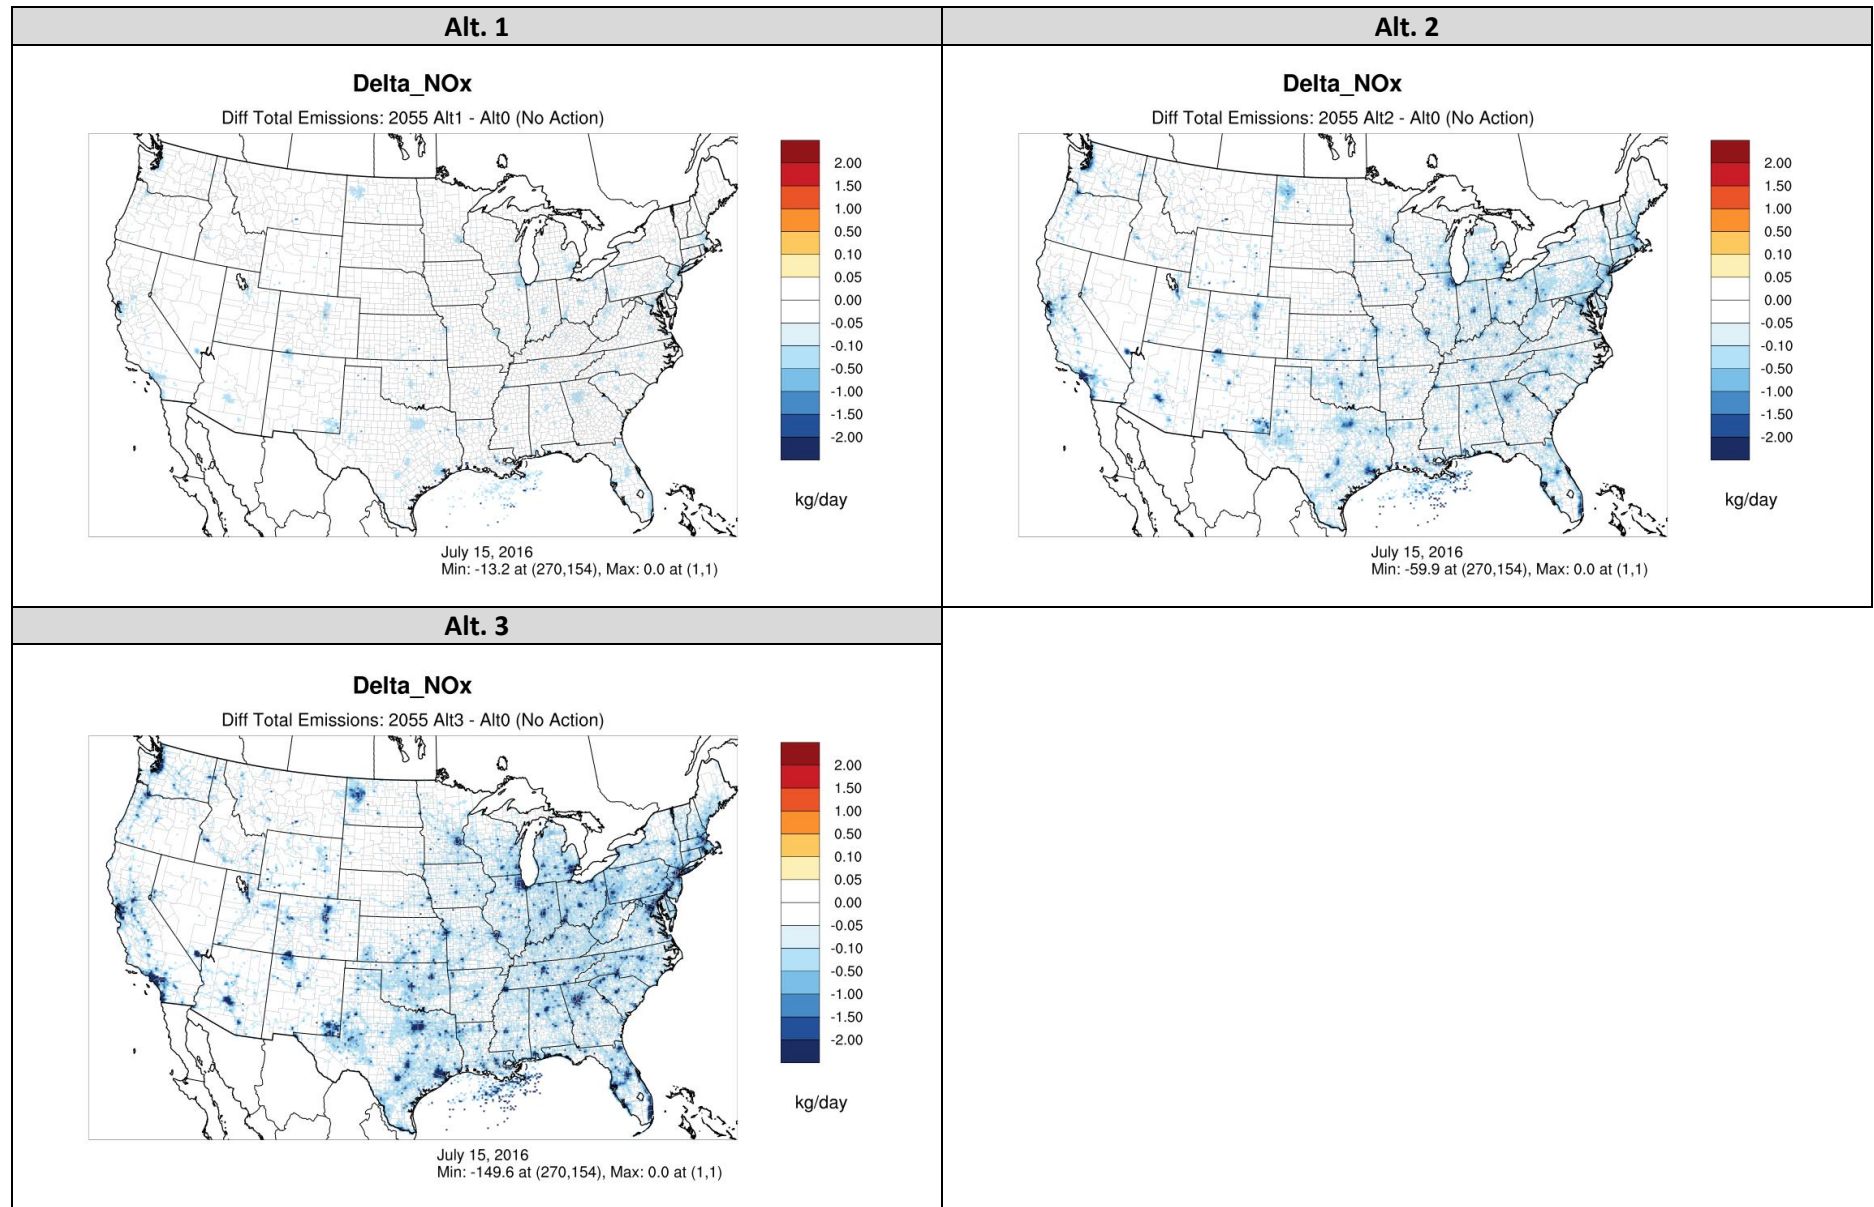 Alt. 1
Delta_NOx
Diff Total Emissions: 2055 Alt1 - Alt0 (No Action)
2.00
1.50
1.00
0.50
0.10
0.05
0.00
-0.05
-0.10
-0.50
-1.00
-1.50
-2.00
kg/day
July 15, 2016
Min: -13.2 at (270,154), Max: 0.0 at (1,1)
Alt. 2
Delta_NOx
Diff Total Emissions: 2055 Alt2 - Alt0 (No Action)
2.00
1.50
1.00
0.50
0.10
0.05
0.00
-0.05
-0.10
-0.50
-1.00
-1.50
-2.00
kg/day
July 15, 2016
Min: -59.9 at (270,154), Max: 0.0 at (1,1)
Alt. 3
Delta_NOx
Diff Total Emissions: 2055 Alt3 - Alt0 (No Action)
2.00
1.50
1.00
0.50
0.10
0.05
0.00
-0.05
-0.10
-0.50
-1.00
-1.50
-2.00
kg/day
July 15, 2016
Min: -149.6 at (270,154), Max: 0.0 at (1,1)